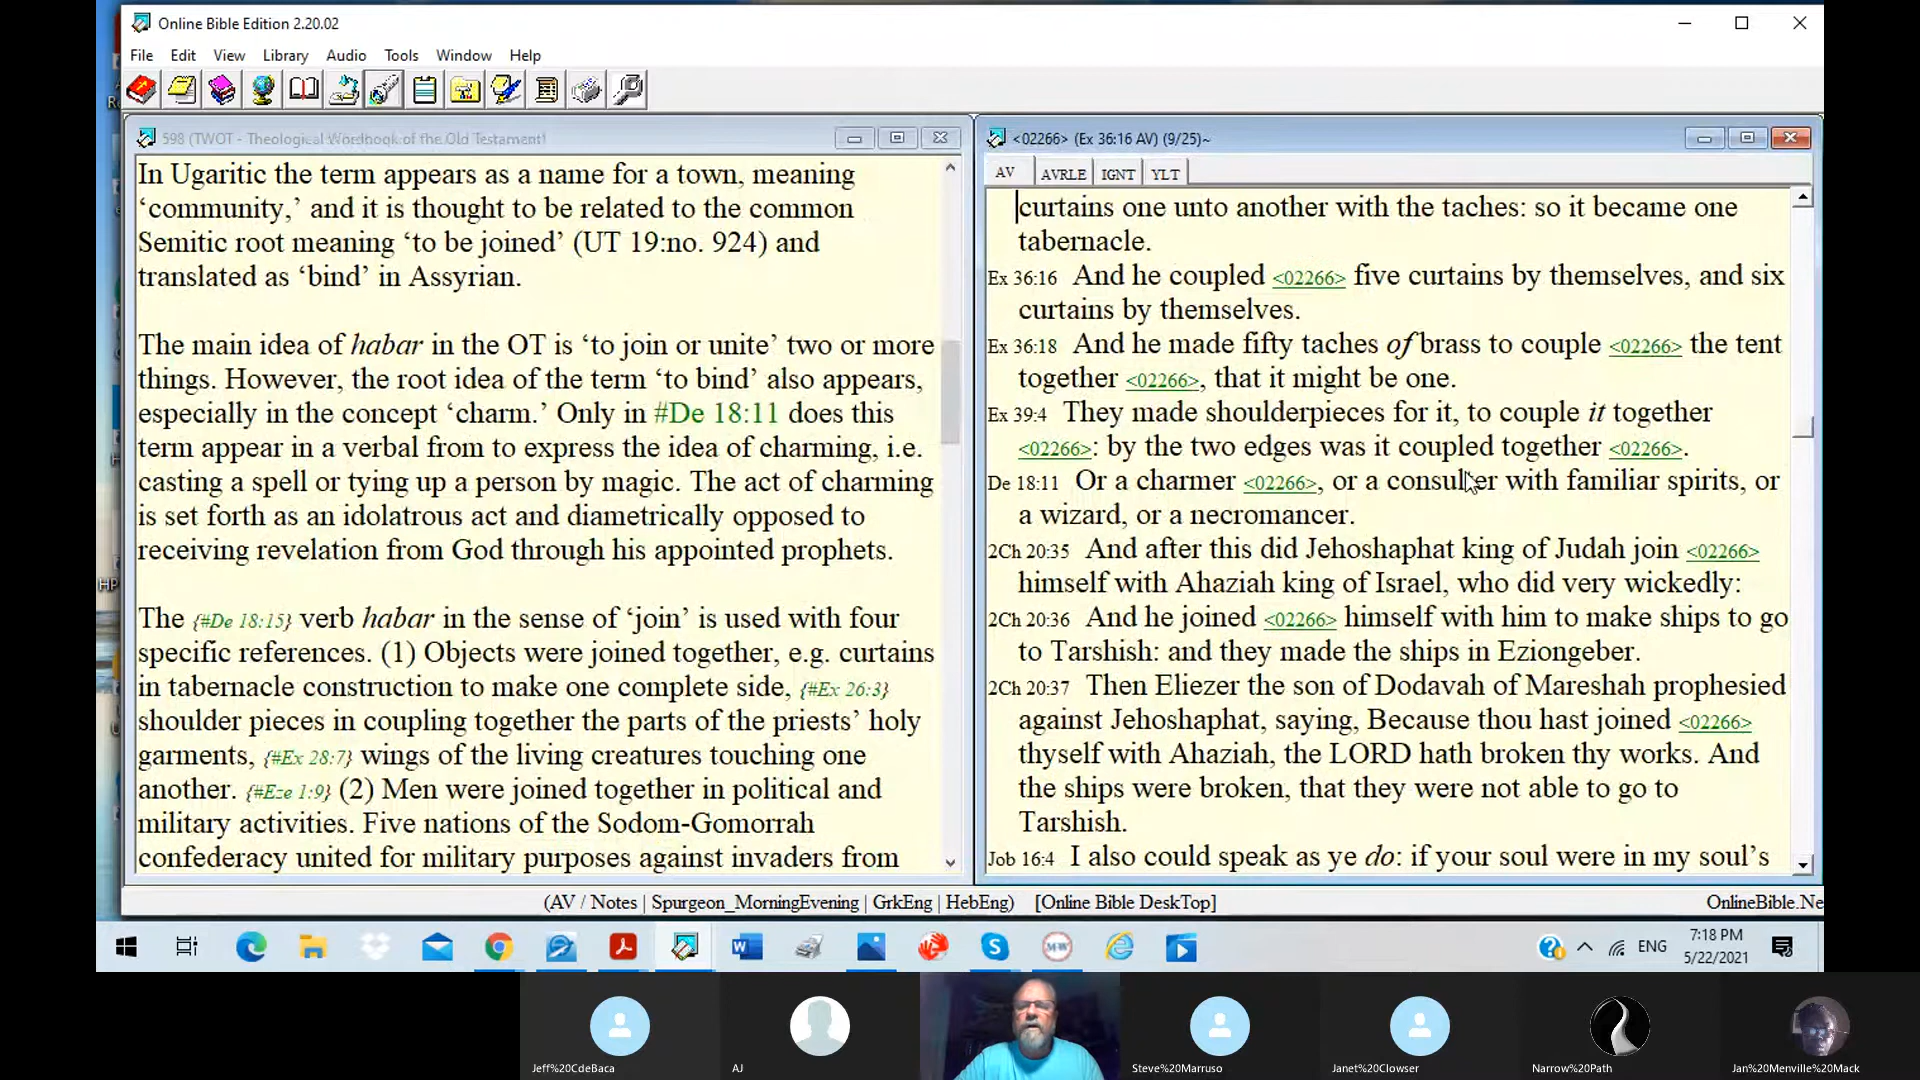 Online Bible Edition 2.20.02
File Edit View Library Audio Tools Window Help
598 (TWOT - Theological Wordbook of the Old Testament)
In Ugaritic the term appears as a name for a town, meaning
‘community,’ and it is thought to be related to the common
Semitic root meaning ‘to be joined’ (UT 19:no. 924) and
translated as ‘bind’ in Assyrian.
The main idea of habar in the OT is ‘to join or unite’ two or more
things. However, the root idea of the term ‘to bind’ also appears,
especially in the concept ‘charm.’ Only in #De 18:11 does this
term appear in a verbal from to express the idea of charming, i.e.
casting a spell or tying up a person by magic. The act of charming
is set forth as an idolatrous act and diametrically opposed to
receiving revelation from God through his appointed prophets.
The {#De 18:15} verb habar in the sense of ‘join’ is used with four
specific references. (1) Objects were joined together, e.g. curtains
in tabernacle construction to make one complete side, {#Ex 26:3}
shoulder pieces in coupling together the parts of the priests’ holy
garments, {#Ex 28:7} wings of the living creatures touching one
another. {#Eze 1:9} (2) Men were joined together in political and
military activities. Five nations of the Sodom-Gomorrah
confederacy united for military purposes against invaders from
<02266> (Ex 36:16 AV) (9/25)~
AV AVRLE IGNT YLT
curtains one unto another with the taches: so it became one
tabernacle.
Ex 36:16 And he coupled <02266> five curtains by themselves, and six
curtains by themselves.
Ex 36:18 And he made fifty taches of brass to couple <02266> the tent
together <02266>, that it might be one.
Ex 39:4 They made shoulderpieces for it, to couple it together
<02266>: by the two edges was it coupled together <02266>.
De 18:11 Or a charmer <02266>, or a consulter with familiar spirits, or
a wizard, or a necromancer.
2Ch 20:35 And after this did Jehoshaphat king of Judah join <02266>
himself with Ahaziah king of Israel, who did very wickedly:
2Ch 20:36 And he joined <02266> himself with him to make ships to go
to Tarshish: and they made the ships in Eziongeber.
2Ch 20:37 Then Eliezer the son of Dodavah of Mareshah prophesied
against Jehoshaphat, saying, Because thou hast joined <02266>
thyself with Ahaziah, the LORD hath broken thy works. And
the ships were broken, that they were not able to go to
Tarshish.
Job 16:4 I also could speak as ye do: if your soul were in my soul’s
(AV / Notes | Spurgeon_MorningEvening | GrkEng | HebEng) [Online Bible DeskTop] OnlineBible.Ne
HP
W S M-W
ENG
7:18 PM
5/22/2021
Jeff%20CdeBaca AJ Steve%20Marruso Janet%20Clowser Narrow%20Path Jan%20Menville%20Mack